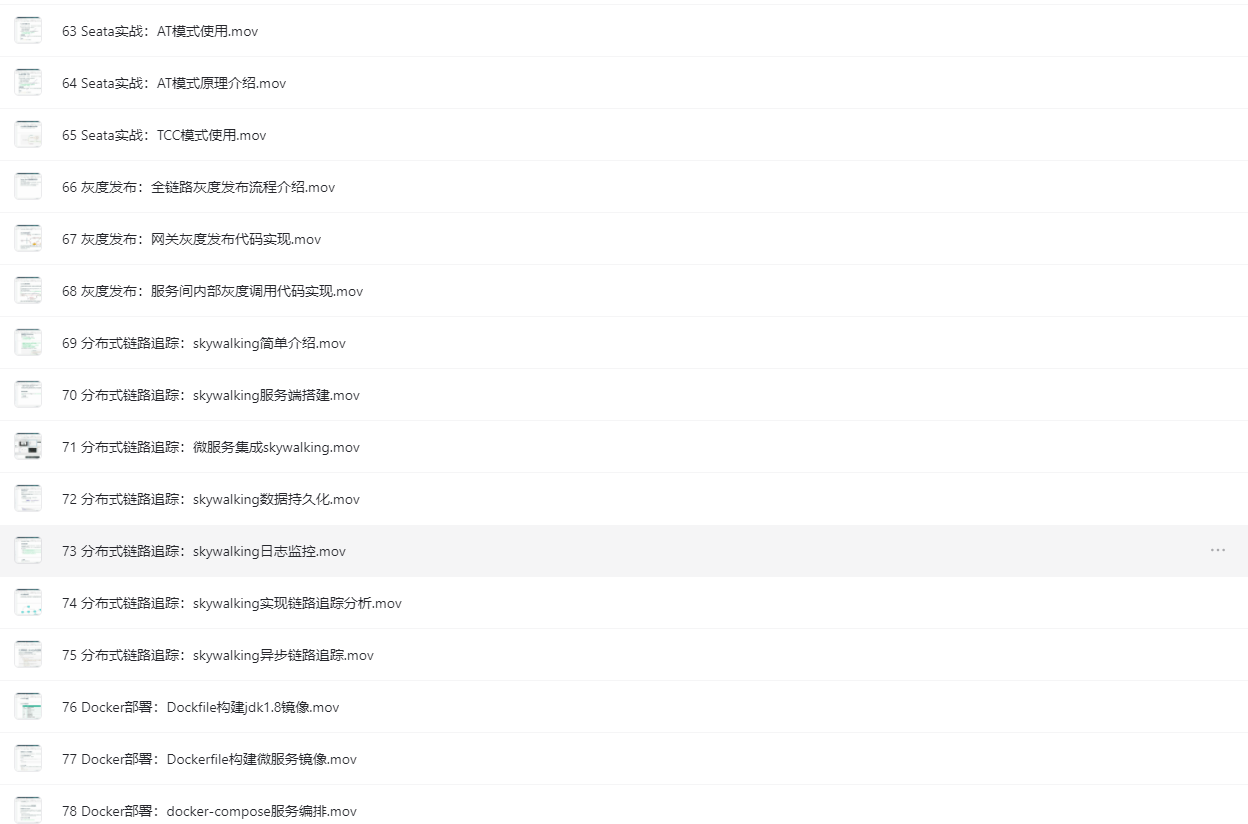 63 Seata实战：AT模式使用.mov
64 Seata实战：AT模式原理介绍.mov
65 Seata实战：TCC模式使用.mov
66 灰度发布：全链路灰度发布流程介绍.mov
67 灰度发布：网关灰度发布代码实现.mov
68 灰度发布：服务间内部灰度调用代码实现.mov
69 分布式链路追踪：skywalking简单介绍.mov
70 分布式链路追踪：skywalking服务端搭建.mov
71 分布式链路追踪：微服务集成skywalking.mov
72 分布式链路追踪：skywalking数据持久化.mov
73 分布式链路追踪：skywalking日志监控.mov
74 分布式链路追踪：skywalking实现链路追踪分析.mov
75 分布式链路追踪：skywalking异步链路追踪.mov
76 Docker部署：Dockfile构建jdk1.8镜像.mov
77 Docker部署：Dockerfile构建微服务镜像.mov
78 Docker部署：docker-compose服务编排.mov